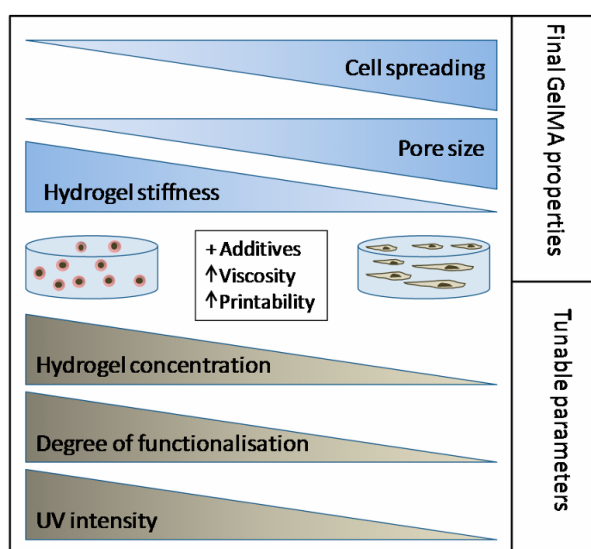 Cell spreading
Pore size
Hydrogel stiffness
+ Additives
↑ Viscosity
↑ Printability
Hydrogel concentration
Degree of functionalisation
UV intensity
Final GelMA properties
Tunable parameters